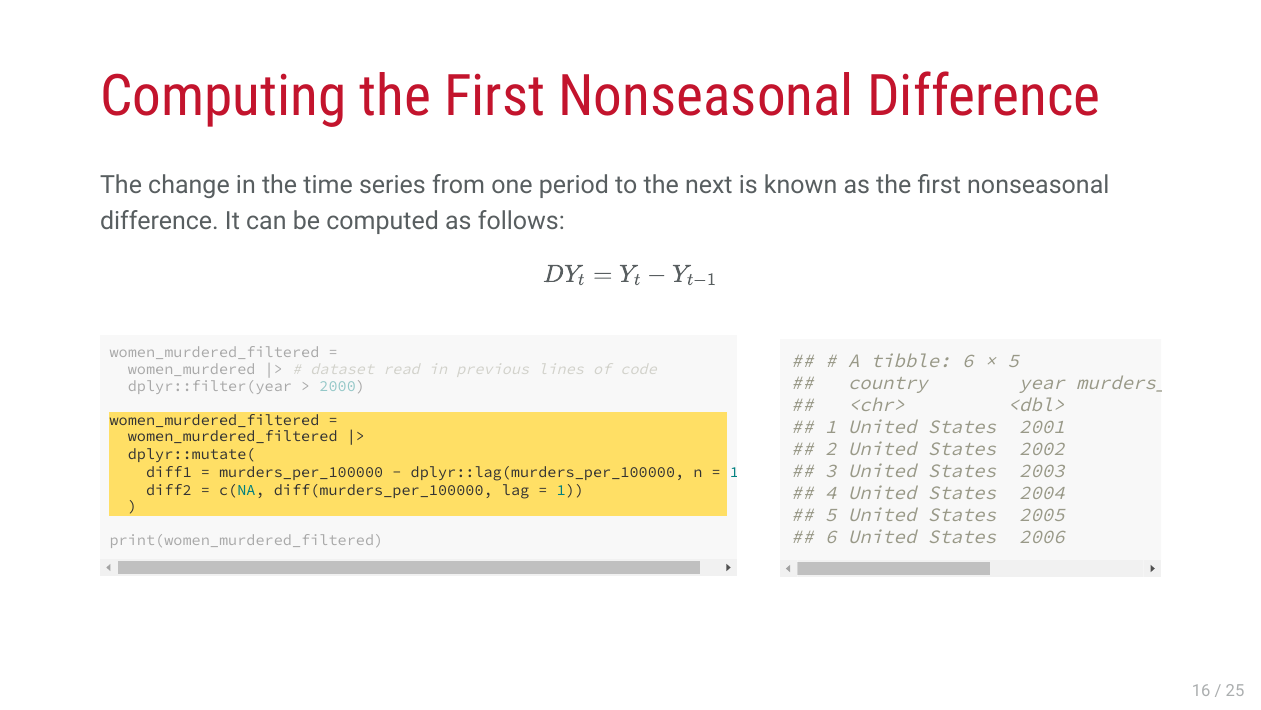 Computing the First Nonseasonal Difference
The change in the time series from one period to the next is known as the first nonseasonal
difference. It can be computed as follows:
DY_t = Y_t − Y_{t−1}
women_murdered_filtered =
  women_murdered |> # dataset read in previous lines of code
  dplyr::filter(year > 2000)
women_murdered_filtered =
  women_murdered_filtered |>
  dplyr::mutate(
    diff1 = murders_per_100000 - dplyr::lag(murders_per_100000, n = 1
    diff2 = c(NA, diff(murders_per_100000, lag = 1))
  )
print(women_murdered_filtered)
## # A tibble: 6 × 5
##   country        year murders_
##   <chr>         <dbl>
## 1 United States  2001
## 2 United States  2002
## 3 United States  2003
## 4 United States  2004
## 5 United States  2005
## 6 United States  2006
16 / 25